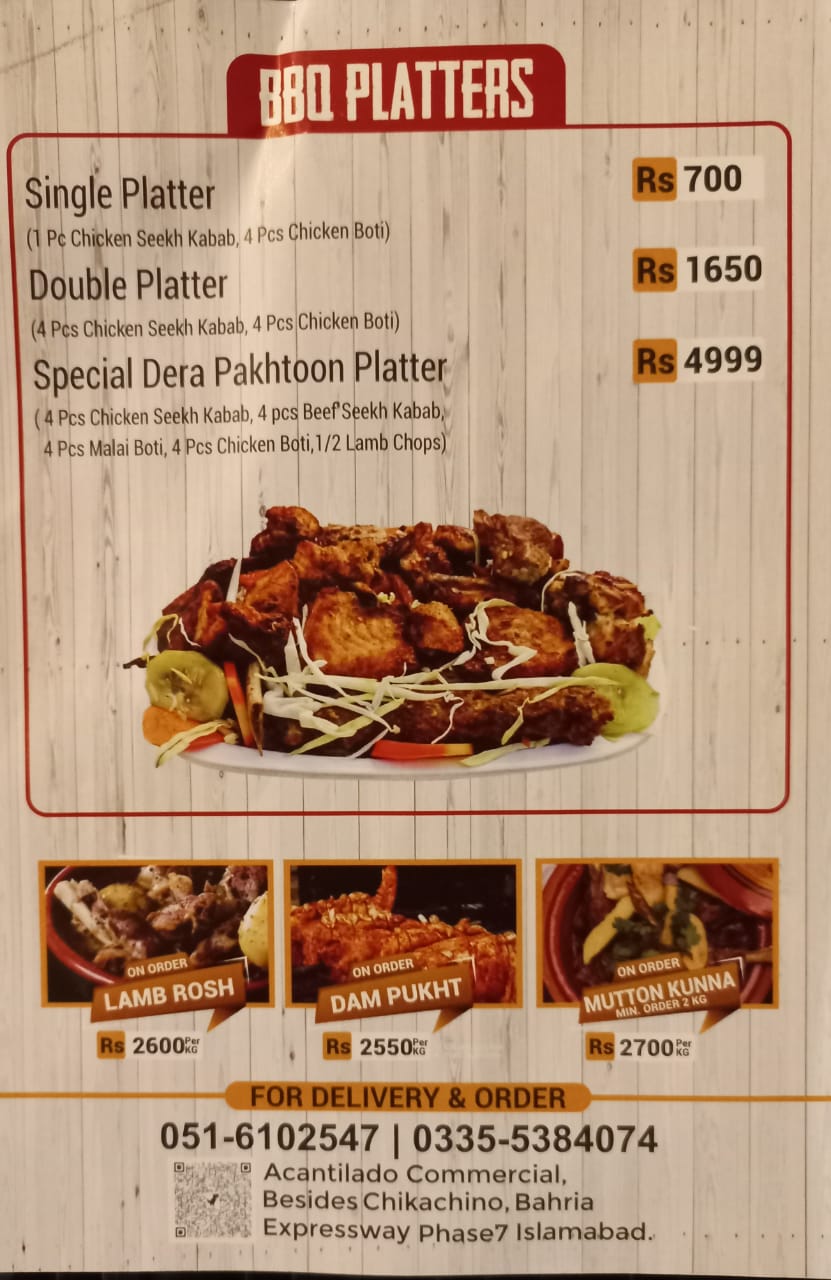 BBQ PLATTERS
Single Platter Rs 700
(1 Pc Chicken Seekh Kabab, 4 Pcs Chicken Boti)
Double Platter Rs 1650
(4 Pcs Chicken Seekh Kabab, 4 Pcs Chicken Boti)
Special Dera Pakhtoon Platter Rs 4999
( 4 Pcs Chicken Seekh Kabab, 4 pcs Beef Seekh Kabab,
4 Pcs Malai Boti, 4 Pcs Chicken Boti,1/2 Lamb Chops)
ON ORDER
LAMB ROSH
Rs 2600 Per KG
ON ORDER
DAM PUKHT
Rs 2550 Per KG
ON ORDER
MUTTON KUNNA
MIN. ORDER 2 KG
Rs 2700 Per KG
FOR DELIVERY & ORDER
051-6102547 | 0335-5384074
Acantilado Commercial,
Besides Chikachino, Bahria
Expressway Phase7 Islamabad.